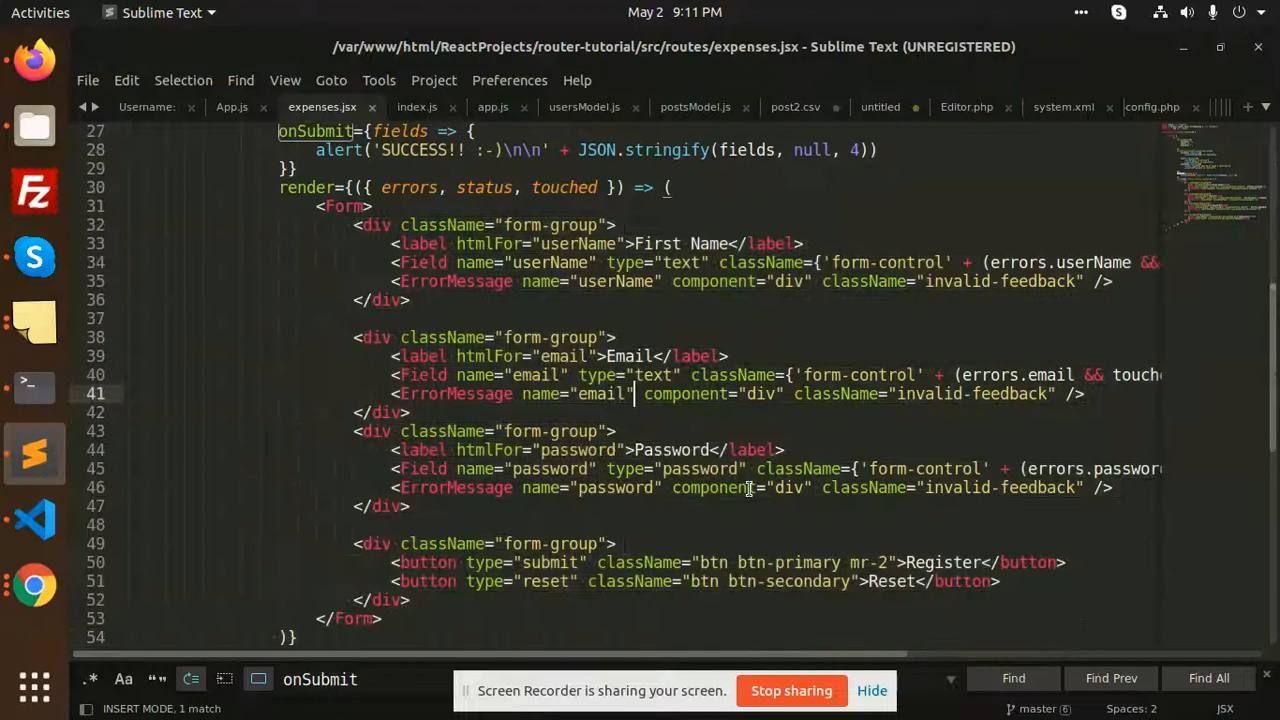 Activities
Sublime Text
May 2 9:11 PM
/var/www/html/ReactProjects/router-tutorial/src/routes/expenses.jsx - Sublime Text (UNREGISTERED)
File Edit Selection Find View Goto Tools Project Preferences Help
Username: App.js expenses.jsx index.js app.js usersModel.js postsModel.js post2.csv untitled Editor.php system.xml config.php
27 onSubmit={fields => {
28 alert('SUCCESS!! :-)\n\n' + JSON.stringify(fields, null, 4))
29 }}
30 render={({ errors, status, touched }) => (
31 <Form>
32 <div className="form-group">
33 <label htmlFor="userName">First Name</label>
34 <Field name="userName" type="text" className={'form-control' + (errors.userName &&
35 <ErrorMessage name="userName" component="div" className="invalid-feedback" />
36 </div>
37
38 <div className="form-group">
39 <label htmlFor="email">Email</label>
40 <Field name="email" type="text" className={'form-control' + (errors.email && touche
41 <ErrorMessage name="email" component="div" className="invalid-feedback" />
42 </div>
43 <div className="form-group">
44 <label htmlFor="password">Password</label>
45 <Field name="password" type="password" className={'form-control' + (errors.password
46 <ErrorMessage name="password" component="div" className="invalid-feedback" />
47 </div>
48
49 <div className="form-group">
50 <button type="submit" className="btn btn-primary mr-2">Register</button>
51 <button type="reset" className="btn btn-secondary">Reset</button>
52 </div>
53 </Form>
54 )}
.* Aa “” onSubmit Find Find Prev Find All
Screen Recorder is sharing your screen. Stop sharing Hide
INSERT MODE, 1 match master 6 Spaces: 2 JSX